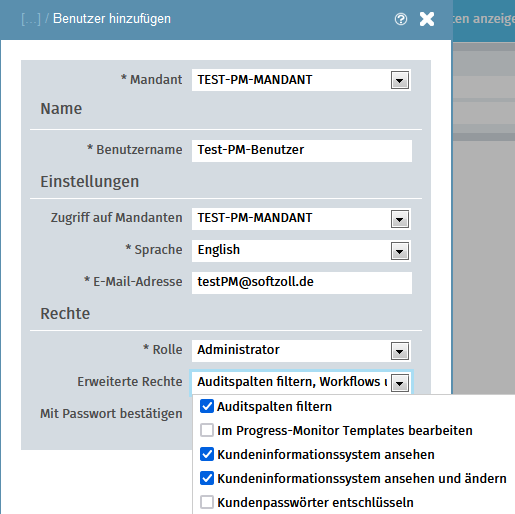 [...] / Benutzer hinzufügen
ten anzeige
* Mandant TEST-PM-MANDANT
Name
* Benutzername Test-PM-Benutzer
Einstellungen
Zugriff auf Mandanten TEST-PM-MANDANT
* Sprache English
* E-Mail-Adresse testPM@softzoll.de
Rechte
* Rolle Administrator
Erweiterte Rechte Auditspalten filtern, Workflows u
Mit Passwort bestätigen
Auditspalten filtern
Im Progress-Monitor Templates bearbeiten
Kundeninformationssystem ansehen
Kundeninformationssystem ansehen und ändern
Kundenpasswörter entschlüsseln